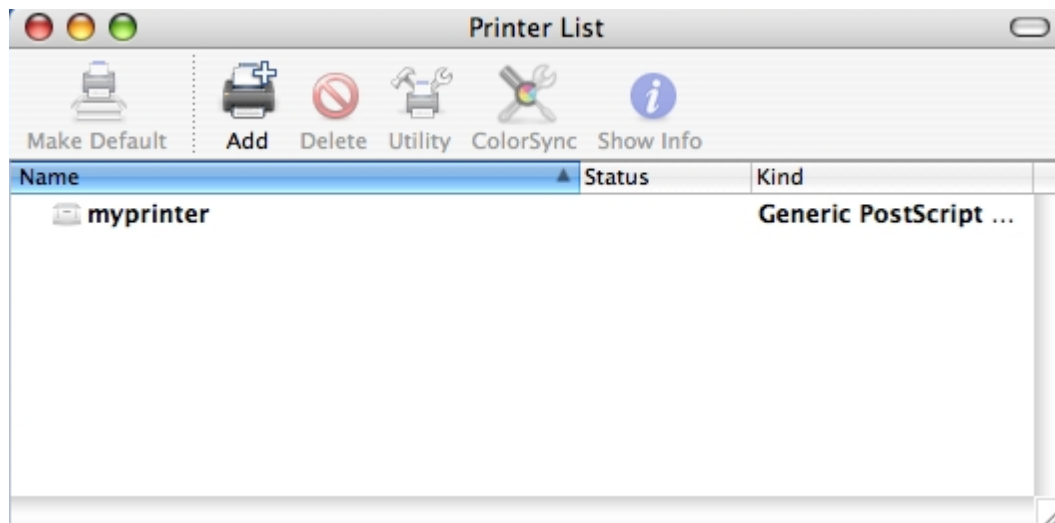 Printer List
Make Default Add Delete Utility ColorSync Show Info
Name Status Kind
myprinter Generic PostScript ...